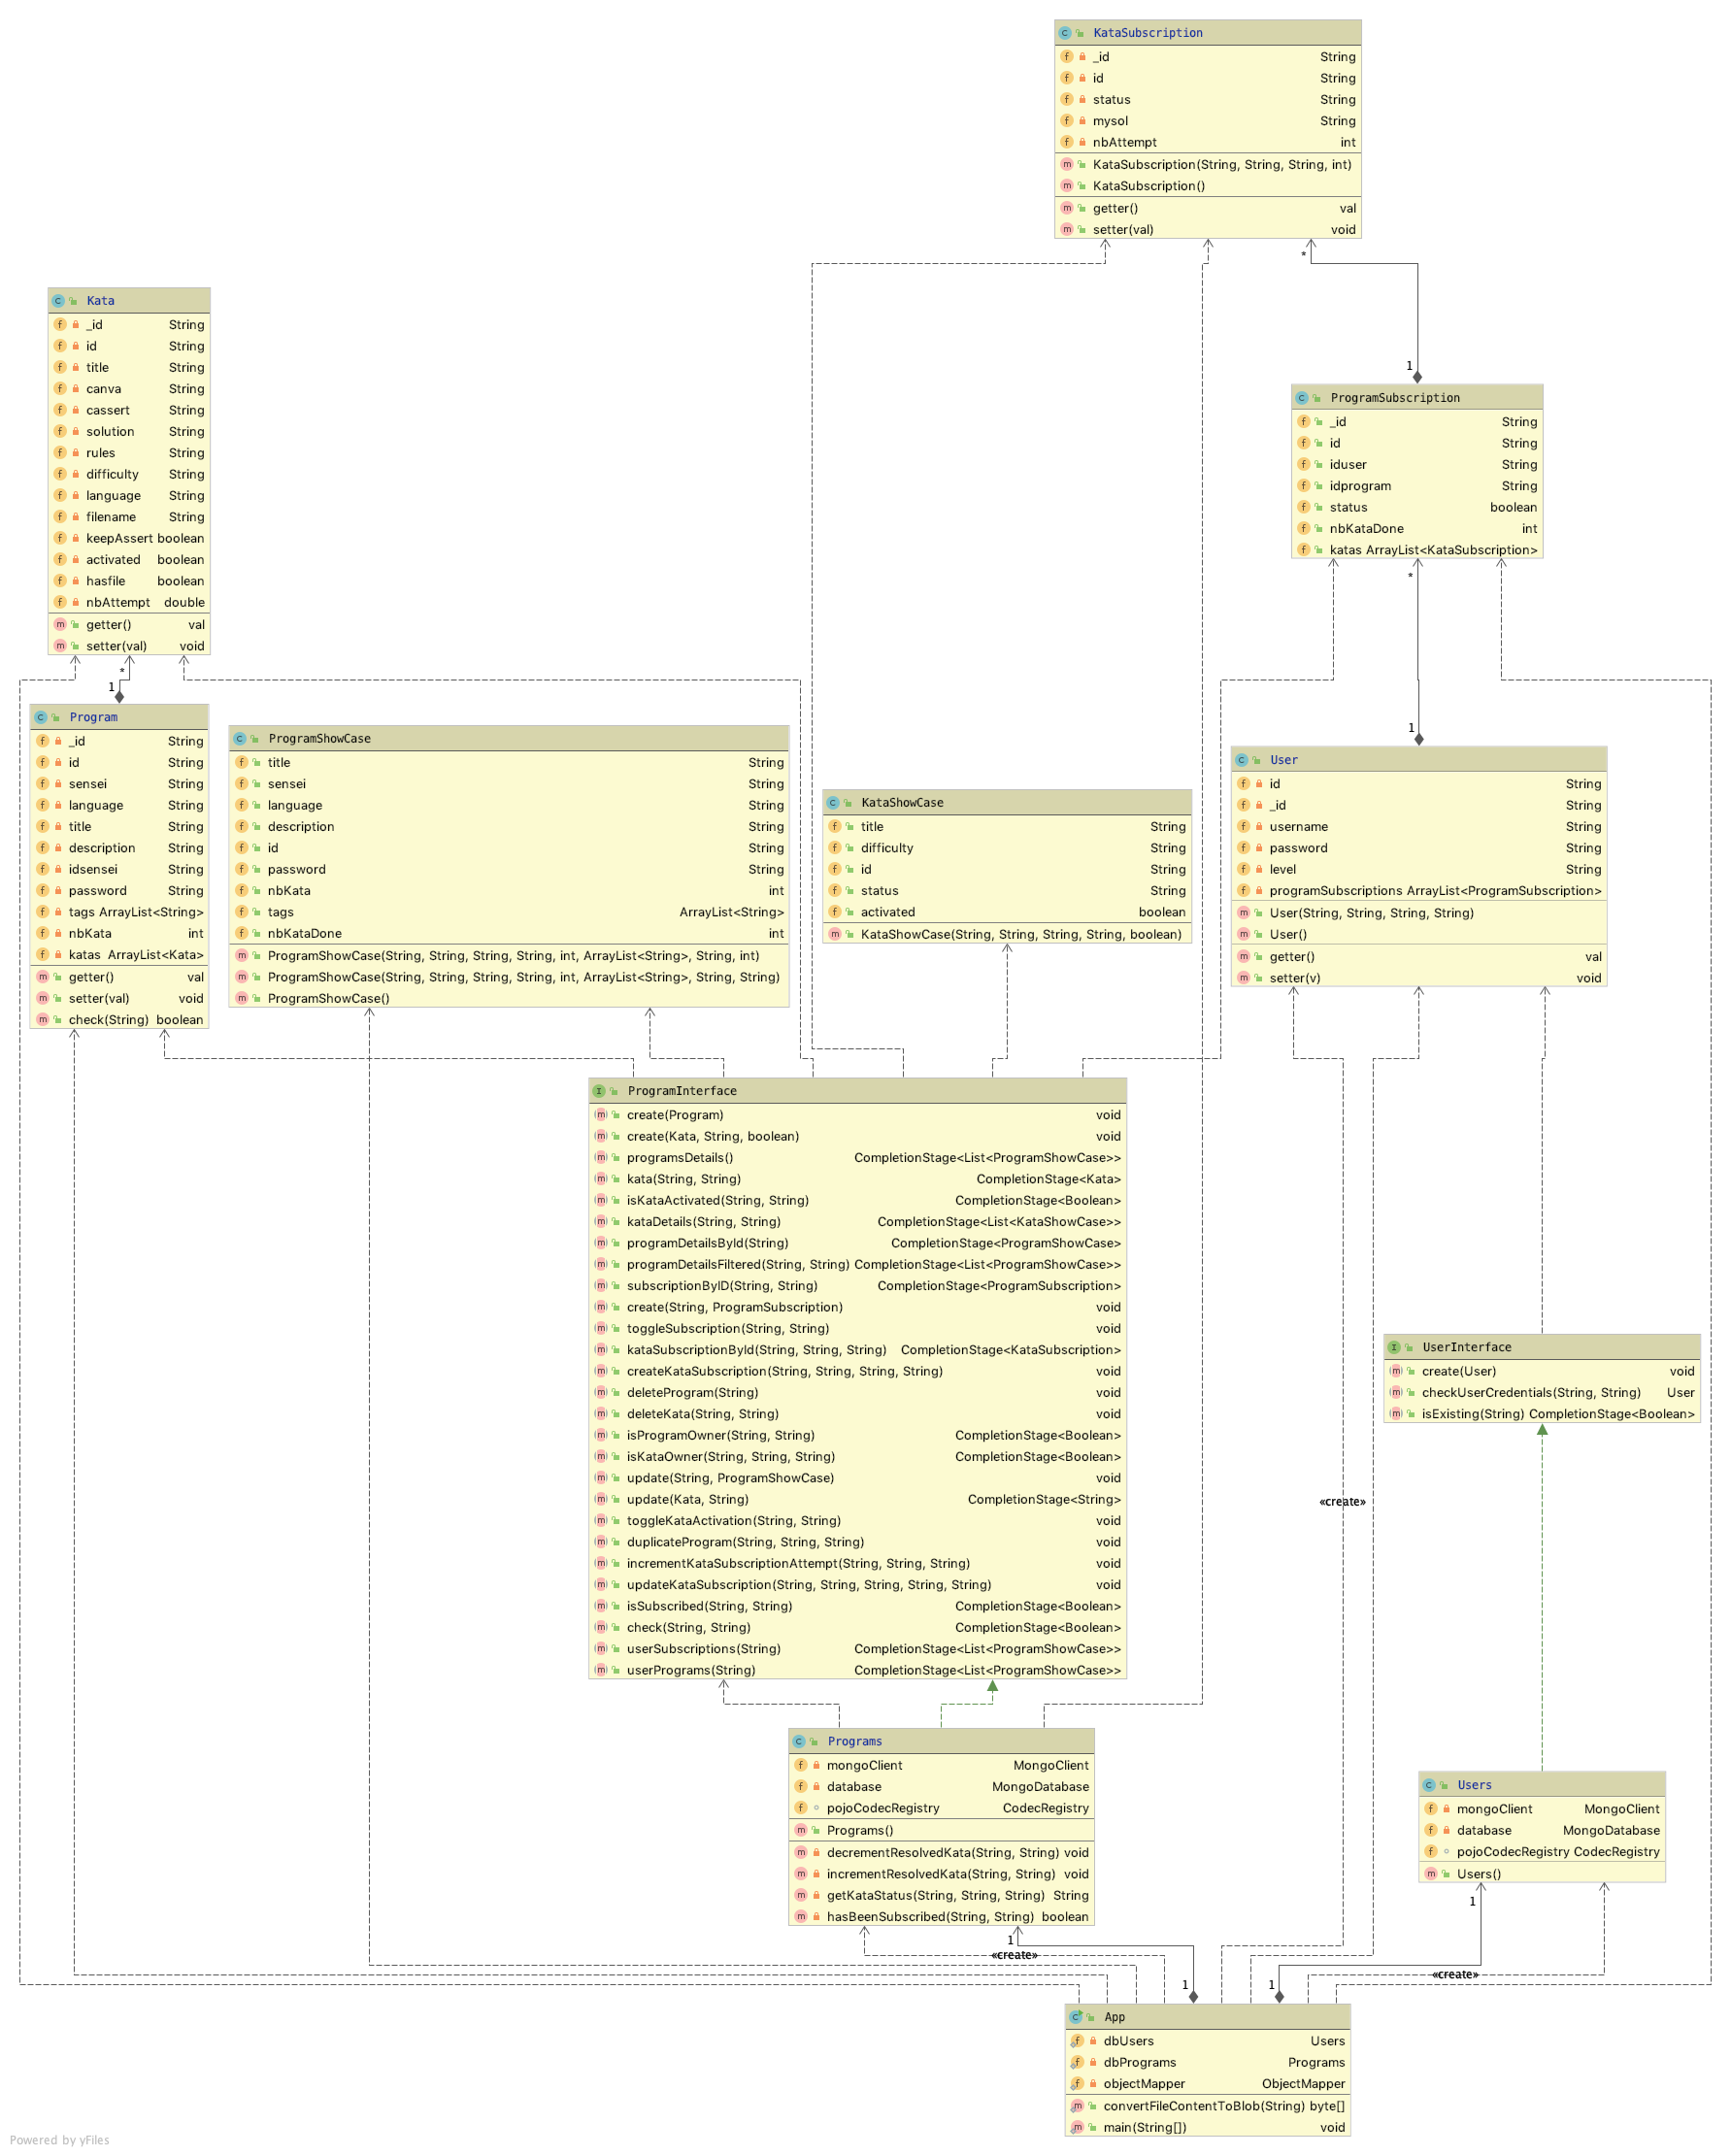 KataSubscription
_id String
id String
status String
mysol String
nbAttempt int
KataSubscription(String, String, String, int)
KataSubscription()
getter() val
setter(val) void
*
1
Kata
_id String
id String
title String
canva String
cassert String
solution String
rules String
difficulty String
language String
filename String
keepAssert boolean
activated boolean
hasfile boolean
nbAttempt double
getter() val
setter(val) void
*
1
ProgramSubscription
_id String
id String
iduser String
idprogram String
status boolean
nbKataDone int
katas ArrayList<KataSubscription>
*
1
Program
_id String
id String
sensei String
language String
title String
description String
idsensei String
password String
tags ArrayList<String>
nbKata int
katas ArrayList<Kata>
getter() val
setter(val) void
check(String) boolean
ProgramShowCase
title String
sensei String
language String
description String
id String
password String
nbKata int
tags ArrayList<String>
nbKataDone int
ProgramShowCase(String, String, String, String, int, ArrayList<String>, String, int)
ProgramShowCase(String, String, String, String, int, ArrayList<String>, String, String)
ProgramShowCase()
KataShowCase
title String
difficulty String
id String
status String
activated boolean
KataShowCase(String, String, String, String, boolean)
User
id String
_id String
username String
password String
level String
programSubscriptions ArrayList<ProgramSubscription>
User(String, String, String, String)
User()
getter() val
setter(v) void
ProgramInterface
create(Program) void
create(Kata, String, boolean) void
programsDetails() CompletionStage<List<ProgramShowCase>>
kata(String, String) CompletionStage<Kata>
isKataActivated(String, String) CompletionStage<Boolean>
kataDetails(String, String) CompletionStage<List<KataShowCase>>
programDetailsById(String) CompletionStage<ProgramShowCase>
programDetailsFiltered(String, String) CompletionStage<List<ProgramShowCase>>
subscriptionByID(String, String) CompletionStage<ProgramSubscription>
create(String, ProgramSubscription) void
toggleSubscription(String, String) void
kataSubscriptionById(String, String, String) CompletionStage<KataSubscription>
createKataSubscription(String, String, String, String) void
deleteProgram(String) void
deleteKata(String, String) void
isProgramOwner(String, String) CompletionStage<Boolean>
isKataOwner(String, String, String) CompletionStage<Boolean>
update(String, ProgramShowCase) void
update(Kata, String) CompletionStage<String>
toggleKataActivation(String, String) void
duplicateProgram(String, String, String) void
incrementKataSubscriptionAttempt(String, String, String) void
updateKataSubscription(String, String, String, String, String) void
isSubscribed(String, String) CompletionStage<Boolean>
check(String, String) CompletionStage<Boolean>
userSubscriptions(String) CompletionStage<List<ProgramShowCase>>
userPrograms(String) CompletionStage<List<ProgramShowCase>>
UserInterface
create(User) void
checkUserCredentials(String, String) User
isExisting(String) CompletionStage<Boolean>
«create»
Programs
mongoClient MongoClient
database MongoDatabase
pojoCodecRegistry CodecRegistry
Programs()
decrementResolvedKata(String, String) void
incrementResolvedKata(String, String) void
getKataStatus(String, String, String) String
hasBeenSubscribed(String, String) boolean
Users
mongoClient MongoClient
database MongoDatabase
pojoCodecRegistry CodecRegistry
Users()
1
1
«create»
«create»
1
1
App
dbUsers Users
dbPrograms Programs
objectMapper ObjectMapper
convertFileContentToBlob(String) byte[]
main(String[]) void
Powered by yFiles